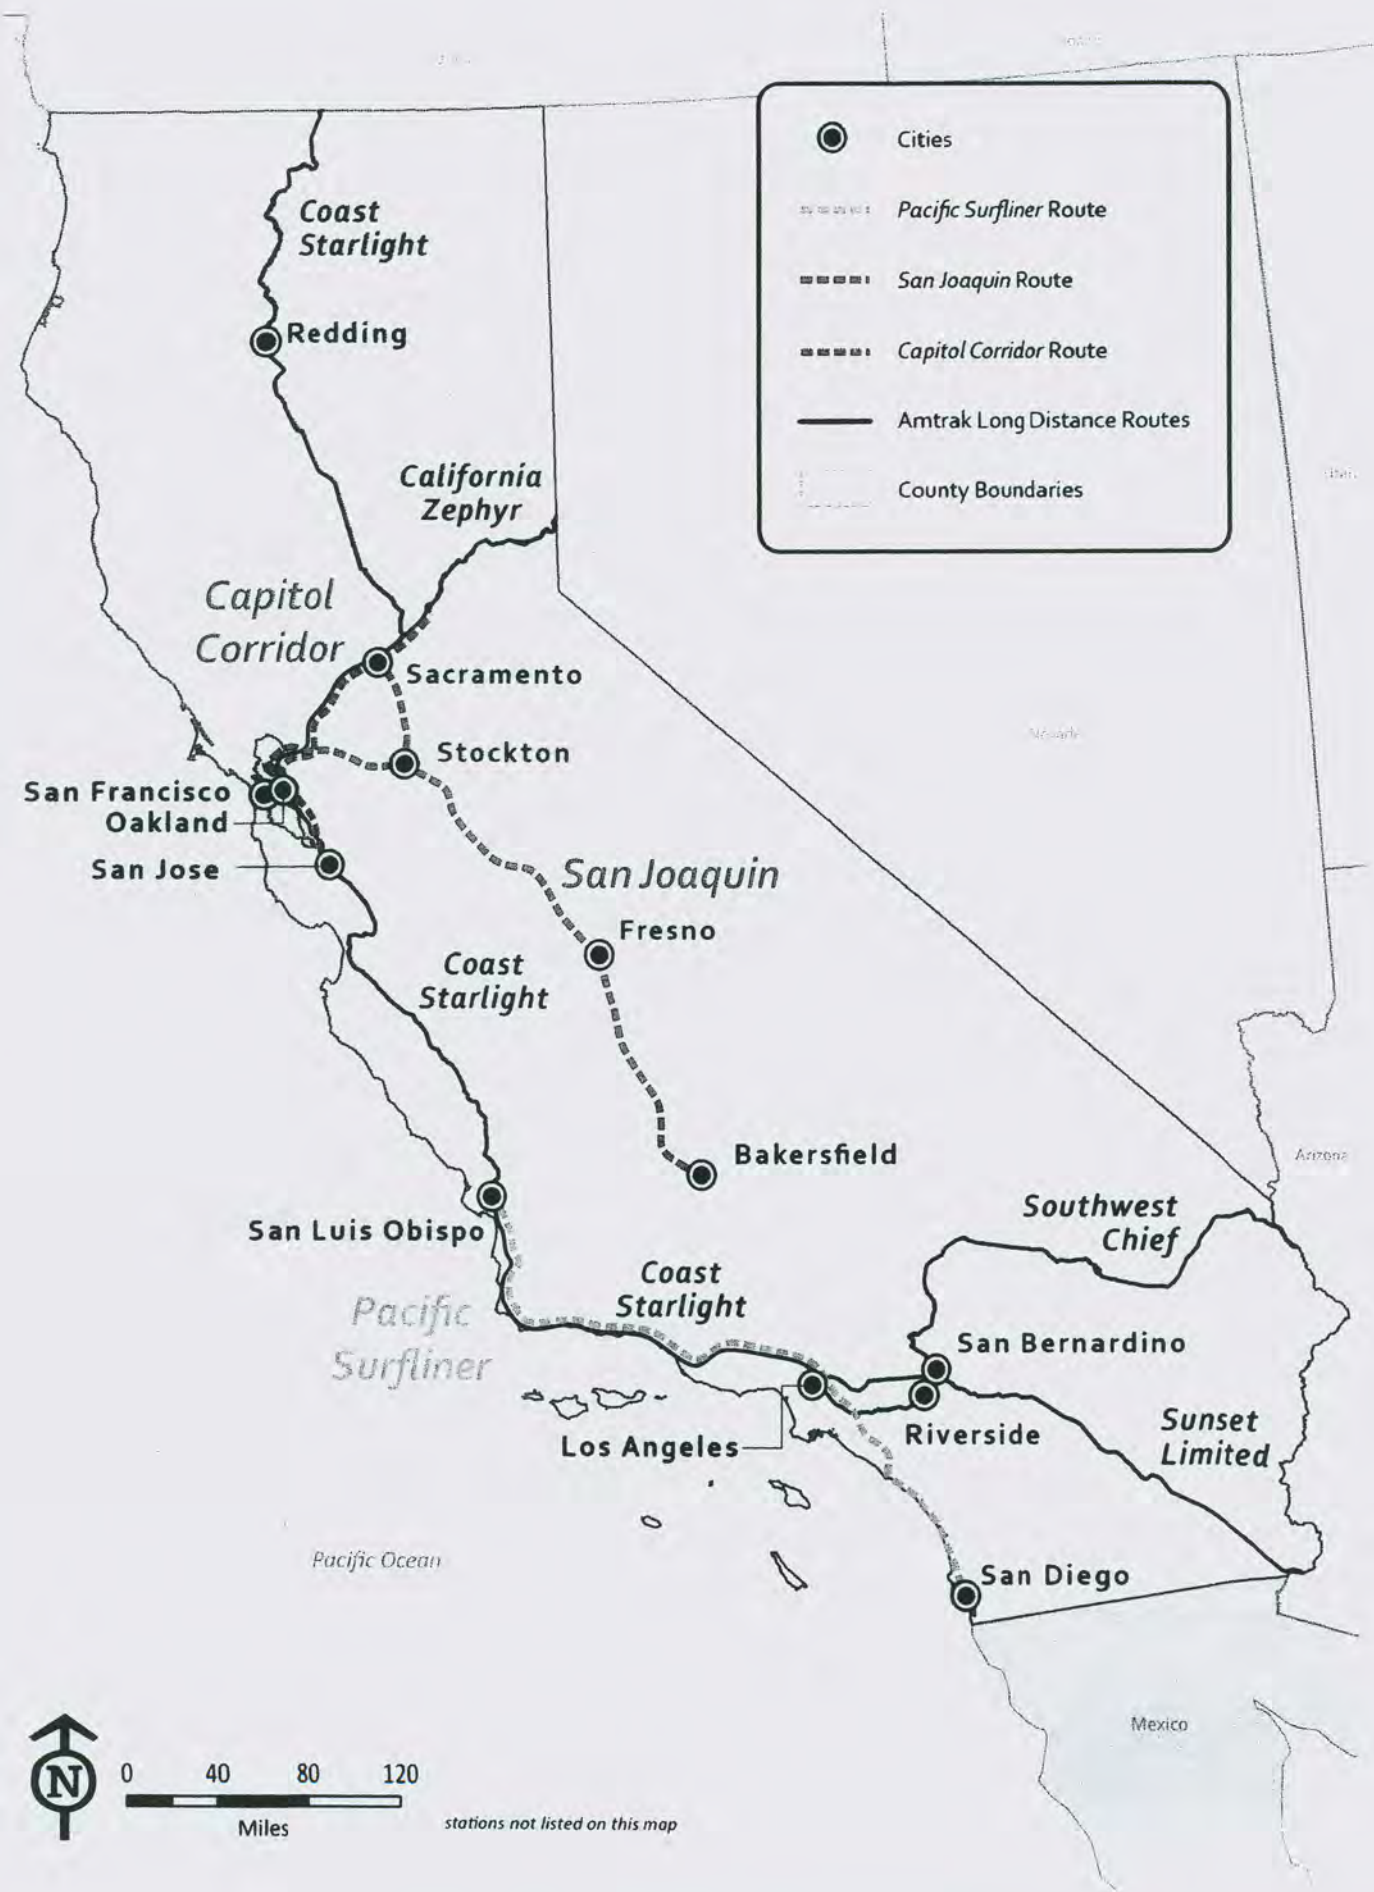 Cities
Pacific Surfliner Route
San Joaquin Route
Capitol Corridor Route
Amtrak Long Distance Routes
County Boundaries
Coast
Starlight
Redding
California
Zephyr
Utah
Capitol
Corridor
Sacramento
Nevada
Stockton
San Francisco
Oakland
San Jose
San Joaquin
Fresno
Coast
Starlight
Bakersfield
Arizona
Southwest
Chief
San Luis Obispo
Coast
Starlight
Pacific
Surfliner
San Bernardino
Riverside
Sunset
Limited
Los Angeles
Pacific Ocean
San Diego
Mexico
N
0 40 80 120
Miles
stations not listed on this map